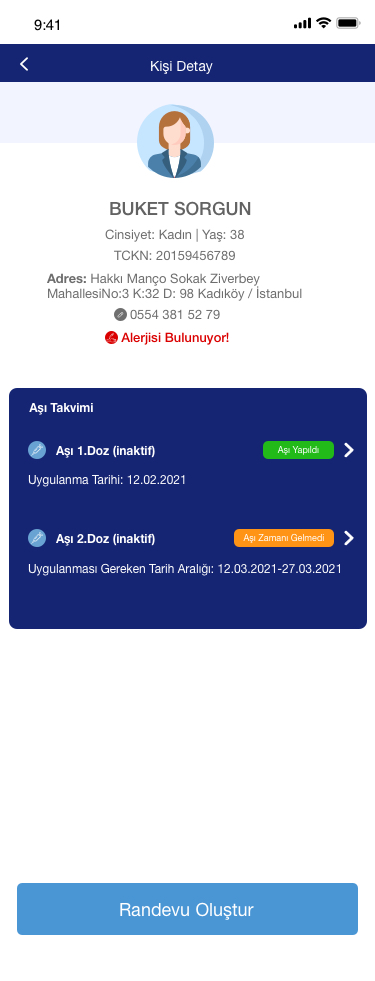 9:41
Kişi Detay
BUKET SORGUN
Cinsiyet: Kadın | Yaş: 38
TCKN: 20159456789
Adres: Hakkı Manço Sokak Ziverbey
MahallesiNo:3 K:32 D: 98 Kadıköy / İstanbul
0554 381 52 79
Alerjisi Bulunuyor!
Aşı Takvimi
Aşı 1.Doz (inaktif)
Aşı Yapıldı
Uygulanma Tarihi: 12.02.2021
Aşı 2.Doz (inaktif)
Aşı Zamanı Gelmedi
Uygulanması Gereken Tarih Aralığı: 12.03.2021-27.03.2021
Randevu Oluştur